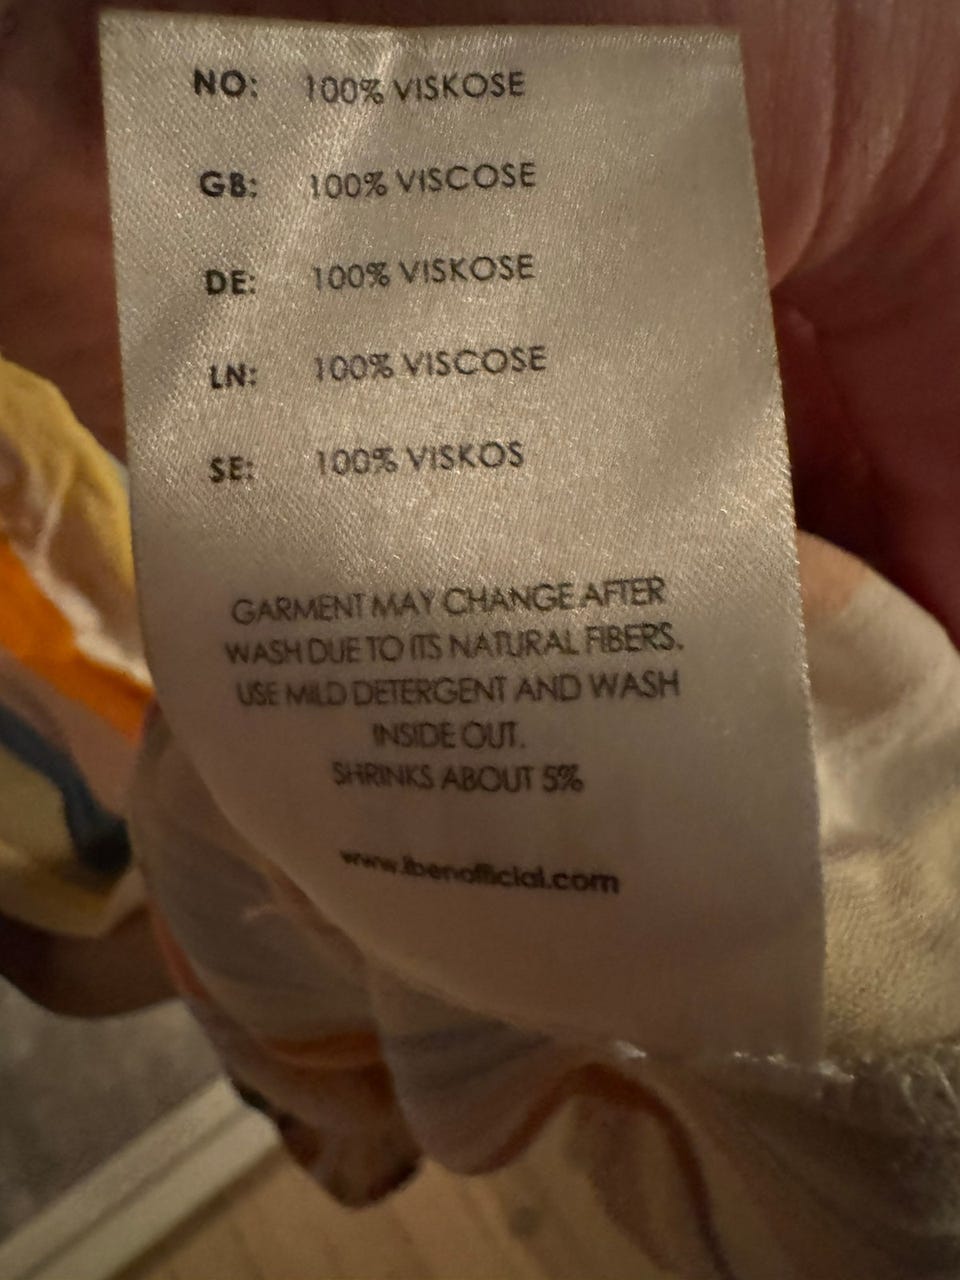 NO: 100% VISKOSE
GB: 100% VISCOSE
DE: 100% VISKOSE
LN: 100% VISCOSE
SE: 100% VISKOS
GARMENT MAY CHANGE AFTER
WASH DUE TO ITS NATURAL FIBERS.
USE MILD DETERGENT AND WASH
INSIDE OUT.
SHRINKS ABOUT 5%
www.ibenofficial.com